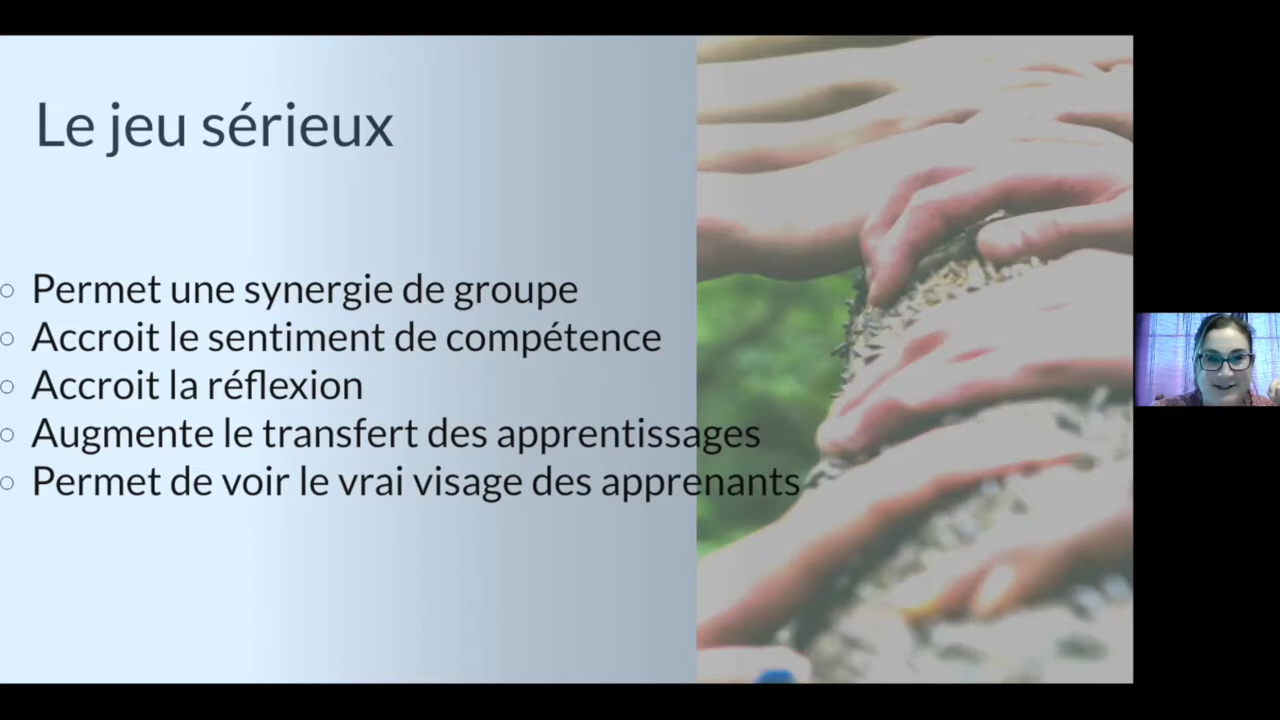 Le jeu sérieux
Permet une synergie de groupe
Accroit le sentiment de compétence
Accroit la réflexion
Augmente le transfert des apprentissages
Permet de voir le vrai visage des apprenants